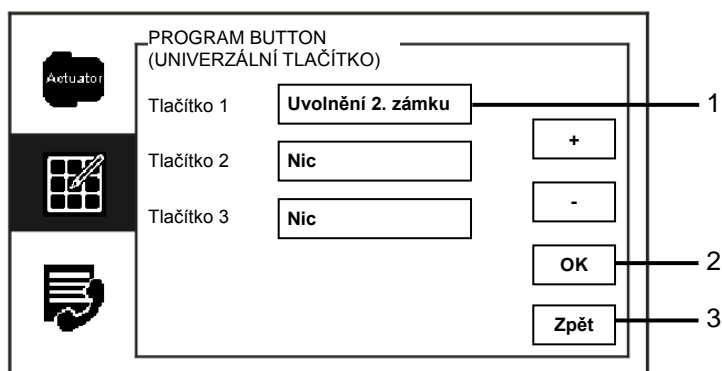 PROGRAM BUTTON
(UNIVERZÁLNÍ TLAČÍTKO)
Actuator
Tlačítko 1
Uvolnění 2. zámku
1
+
Tlačítko 2
Nic
-
Tlačítko 3
Nic
OK
2
Zpět
3